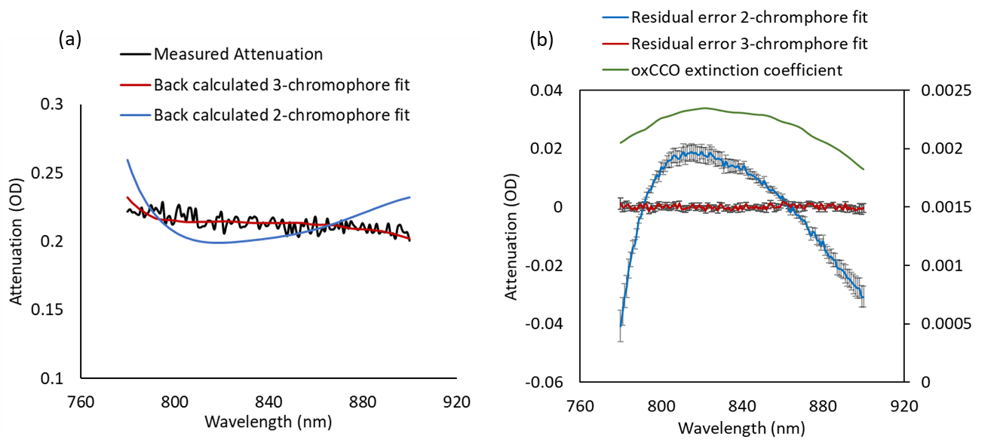 (a)
Measured Attenuation
Back calculated 3-chromophore fit
Back calculated 2-chromophore fit
0.3
0.25
0.2
0.15
0.1
Attenuation (OD)
760 800 840 880 920
Wavelength (nm)
(b)
Residual error 2-chromphore fit
Residual error 3-chromphore fit
oxCCO extinction coefficient
0.04
0.02
0
-0.02
-0.04
-0.06
Attenuation (OD)
0.0025
0.002
0.0015
0.001
0.0005
0
760 800 840 880 920
Wavelength (nm)